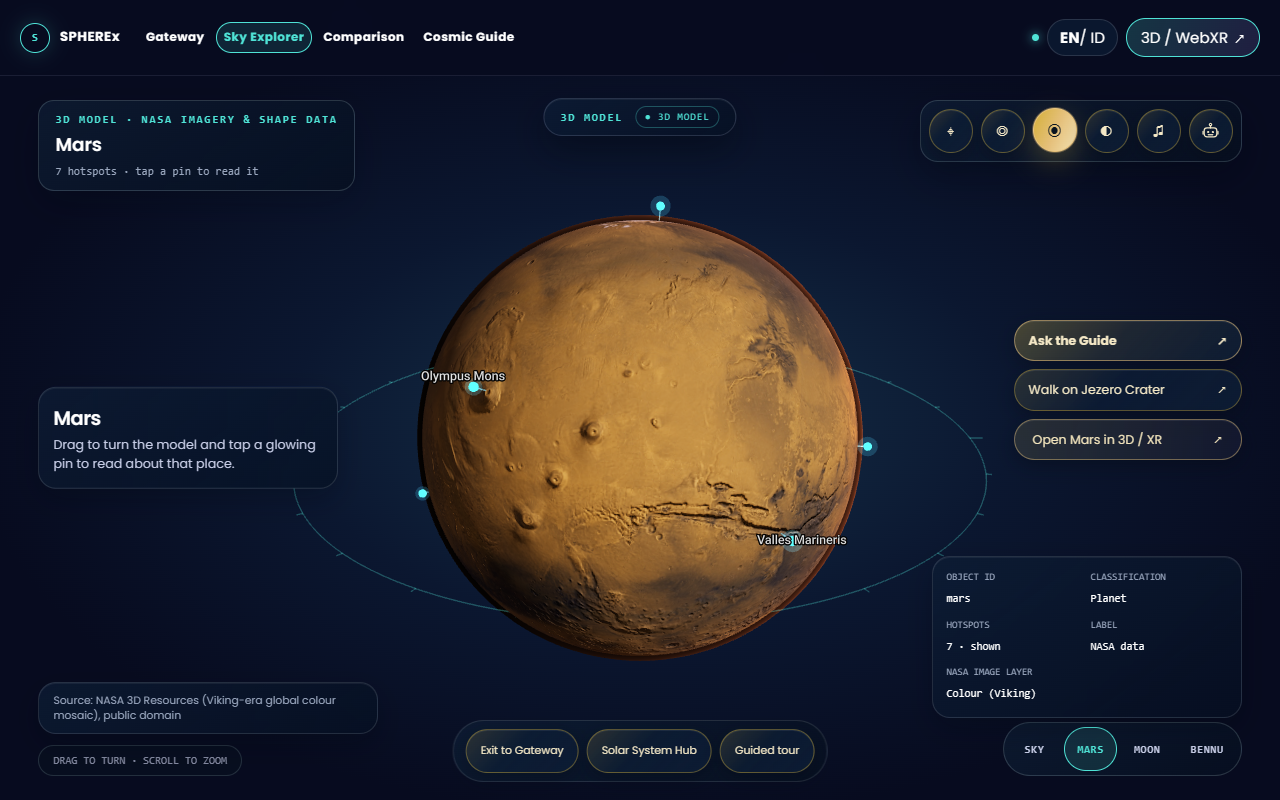 S SPHEREx Gateway Sky Explorer Comparison Cosmic Guide EN/ ID 3D / WebXR ↗
3D MODEL · NASA IMAGERY & SHAPE DATA
Mars
7 hotspots · tap a pin to read it
3D MODEL • 3D MODEL
Olympus Mons
Valles Marineris
Mars
Drag to turn the model and tap a glowing
pin to read about that place.
Ask the Guide ↗
Walk on Jezero Crater ↗
Open Mars in 3D / XR ↗
OBJECT ID CLASSIFICATION
mars Planet
HOTSPOTS LABEL
7 · shown NASA data
NASA IMAGE LAYER
Colour (Viking)
Source: NASA 3D Resources (Viking-era global colour
mosaic), public domain
DRAG TO TURN · SCROLL TO ZOOM
Exit to Gateway Solar System Hub Guided tour
SKY MARS MOON BENNU